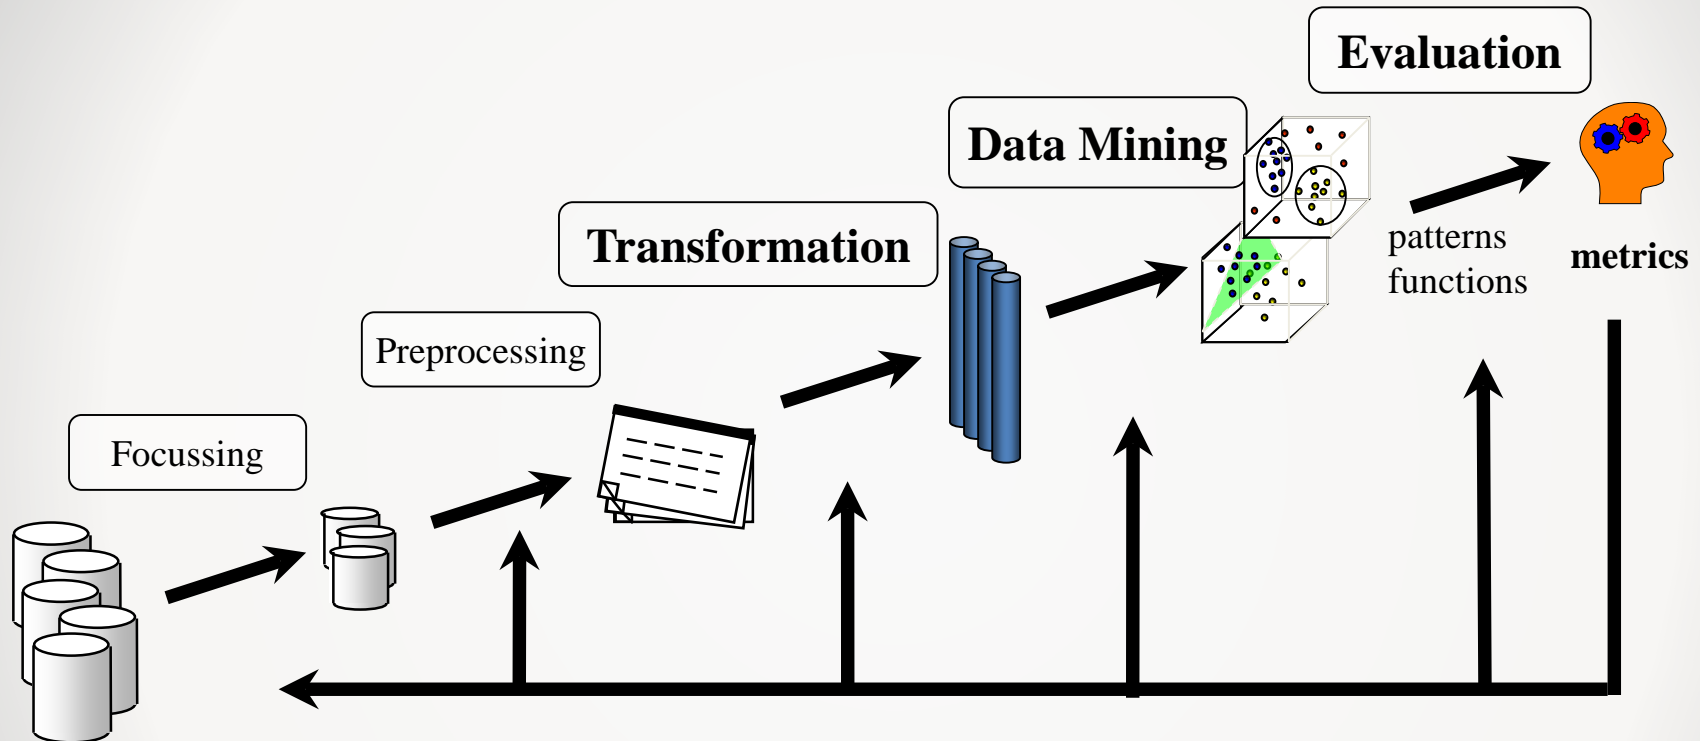 Evaluation
Data Mining
Transformation
patterns
functions
metrics
Preprocessing
Focussing